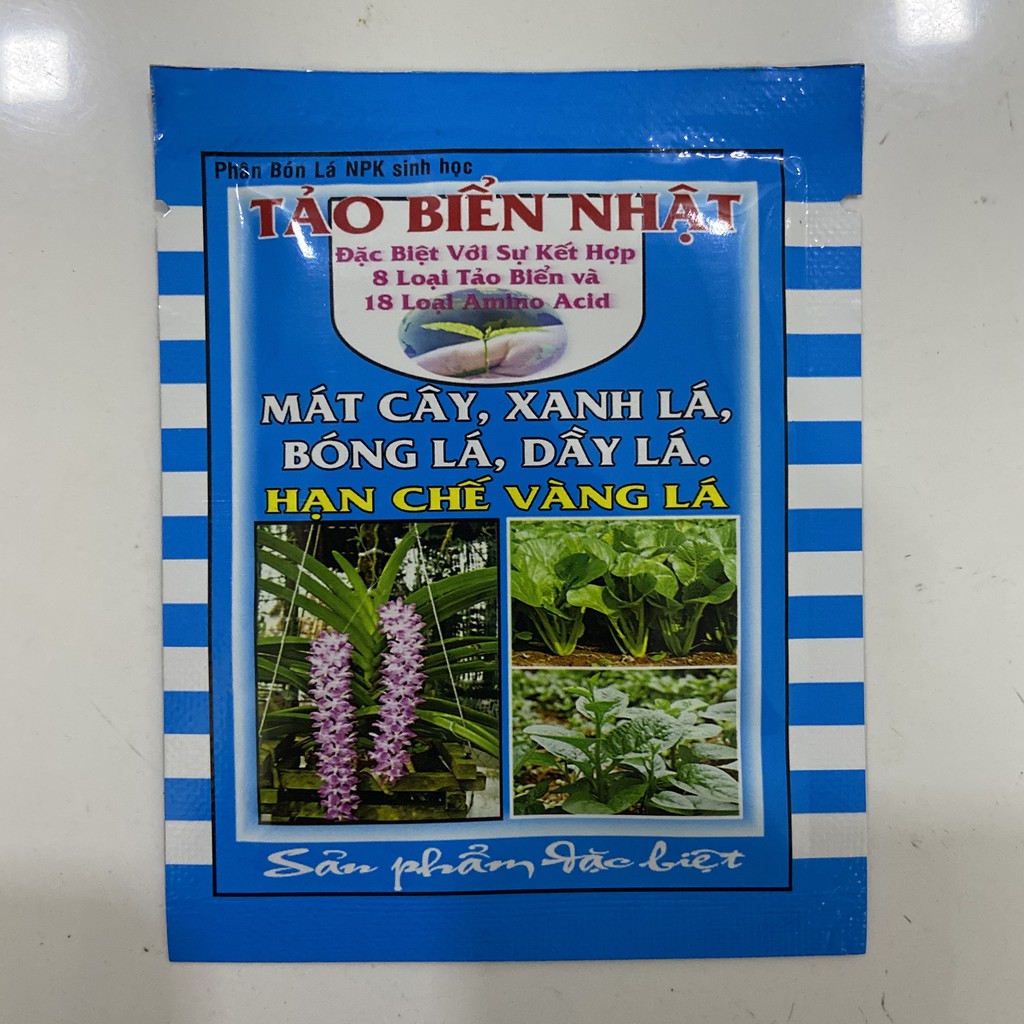 Phân Bón Lá NPK sinh học
TẢO BIỂN NHẬT
Đặc Biệt Với Sự Kết Hợp
8 Loại Tảo Biển và
18 Loại Amino Acid
MÁT CÂY, XANH LÁ,
BÓNG LÁ, DẦY LÁ.
HẠN CHẾ VÀNG LÁ
Sản phẩm đặc biệt